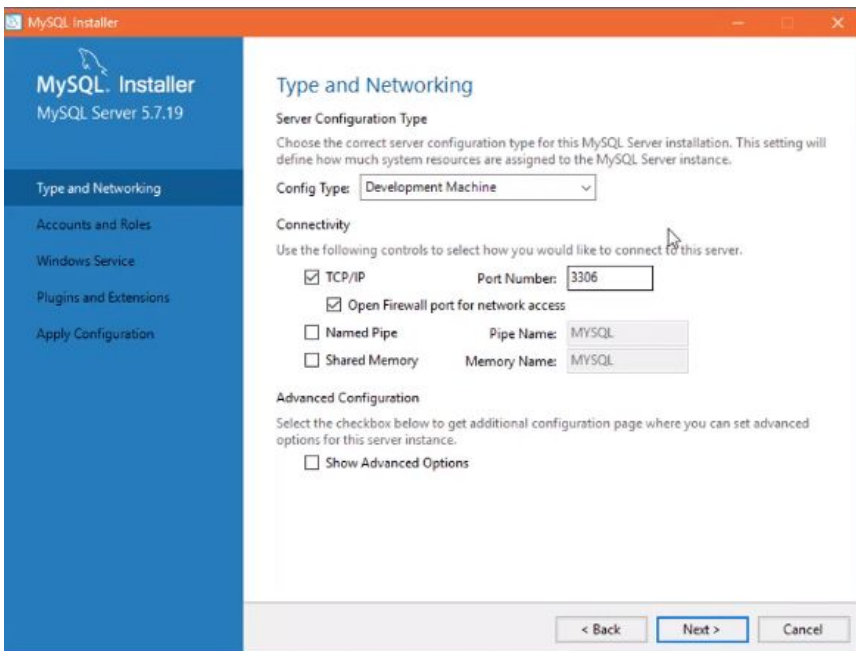 MySQL Installer
MySQL. Installer
MySQL Server 5.7.19
Type and Networking
Accounts and Roles
Windows Service
Plugins and Extensions
Apply Configuration
Type and Networking
Server Configuration Type
Choose the correct server configuration type for this MySQL Server installation. This setting will
define how much system resources are assigned to the MySQL Server instance.
Config Type: Development Machine
Connectivity
Use the following controls to select how you would like to connect to this server.
TCP/IP Port Number: 3306
Open Firewall port for network access
Named Pipe Pipe Name: MYSQL
Shared Memory Memory Name: MYSQL
Advanced Configuration
Select the checkbox below to get additional configuration page where you can set advanced
options for this server instance.
Show Advanced Options
< Back Next > Cancel